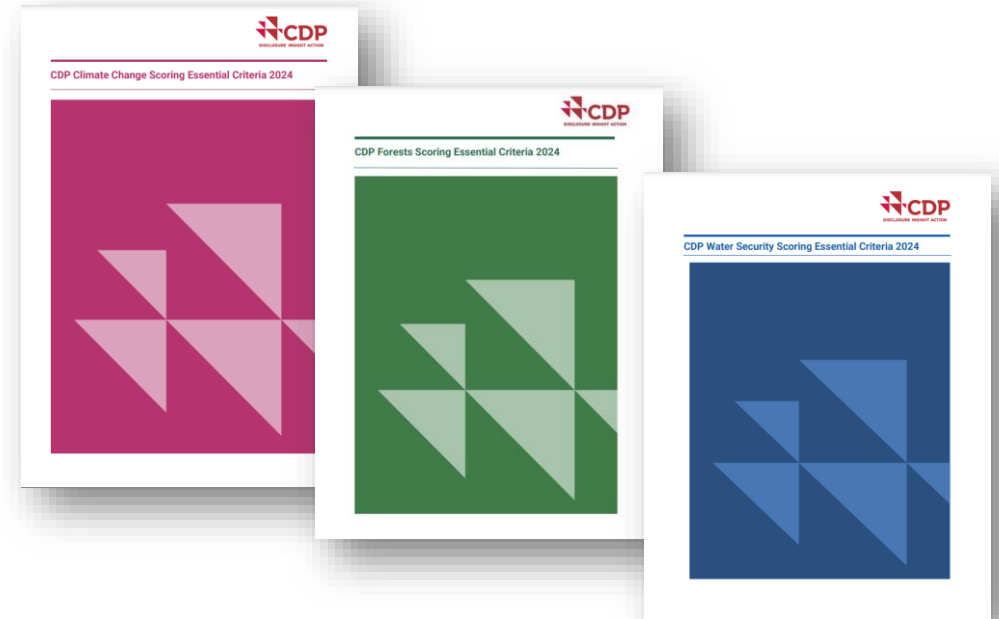 CDP
DISCLOSURE INSIGHT ACTION
CDP Climate Change Scoring Essential Criteria 2024
CDP
DISCLOSURE INSIGHT ACTION
CDP Forests Scoring Essential Criteria 2024
CDP
DISCLOSURE INSIGHT ACTION
CDP Water Security Scoring Essential Criteria 2024